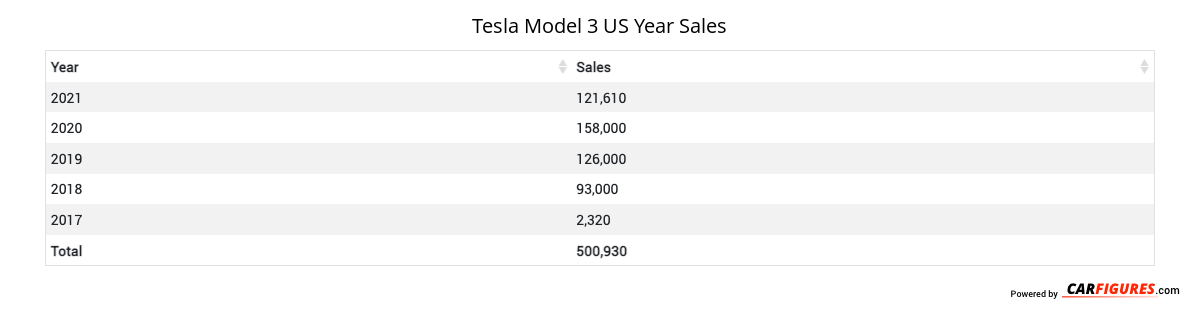 Tesla Model 3 US Year Sales
Year Sales
2021 121,610
2020 158,000
2019 126,000
2018 93,000
2017 2,320
Total 500,930
Powered by CARFIGURES.com